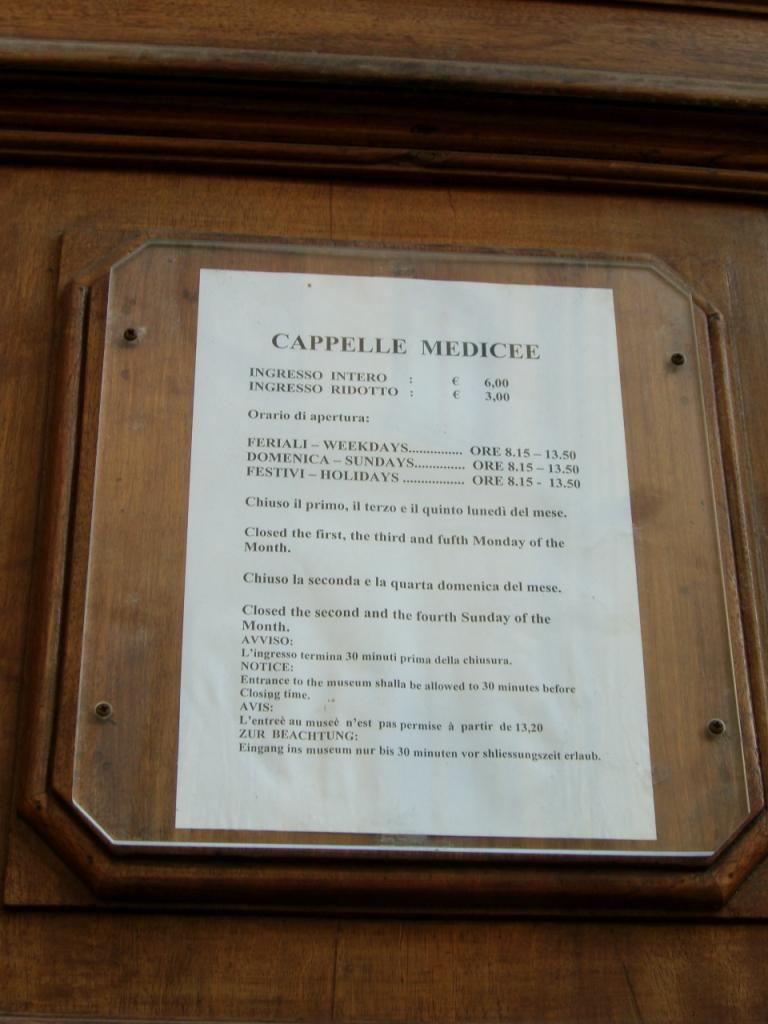 CAPPELLE MEDICEE
INGRESSO INTERO : € 6,00
INGRESSO RIDOTTO : € 3,00
Orario di apertura:
FERIALI – WEEKDAYS............... ORE 8.15 – 13.50
DOMENICA – SUNDAYS.............. ORE 8.15 – 13.50
FESTIVI – HOLIDAYS ................. ORE 8.15 - 13.50
Chiuso il primo, il terzo e il quinto lunedì del mese.
Closed the first, the third and fufth Monday of the
Month.
Chiuso la seconda e la quarta domenica del mese.
Closed the second and the fourth Sunday of the
Month.
AVVISO:
L'ingresso termina 30 minuti prima della chiusura.
NOTICE:
Entrance to the museum shalla be allowed to 30 minutes before
Closing time.
AVIS:
L'entreè au museè n'est pas permise à partir de 13,20
ZUR BEACHTUNG:
Eingang ins museum nur bis 30 minuten vor shliessungszeit erlaub.